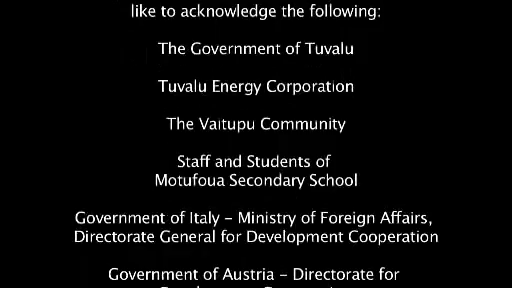 like to acknowledge the following:
The Government of Tuvalu
Tuvalu Energy Corporation
The Vaitupu Community
Staff and Students of
Motufoua Secondary School
Government of Italy – Ministry of Foreign Affairs,
Directorate General for Development Cooperation
Government of Austria – Directorate for